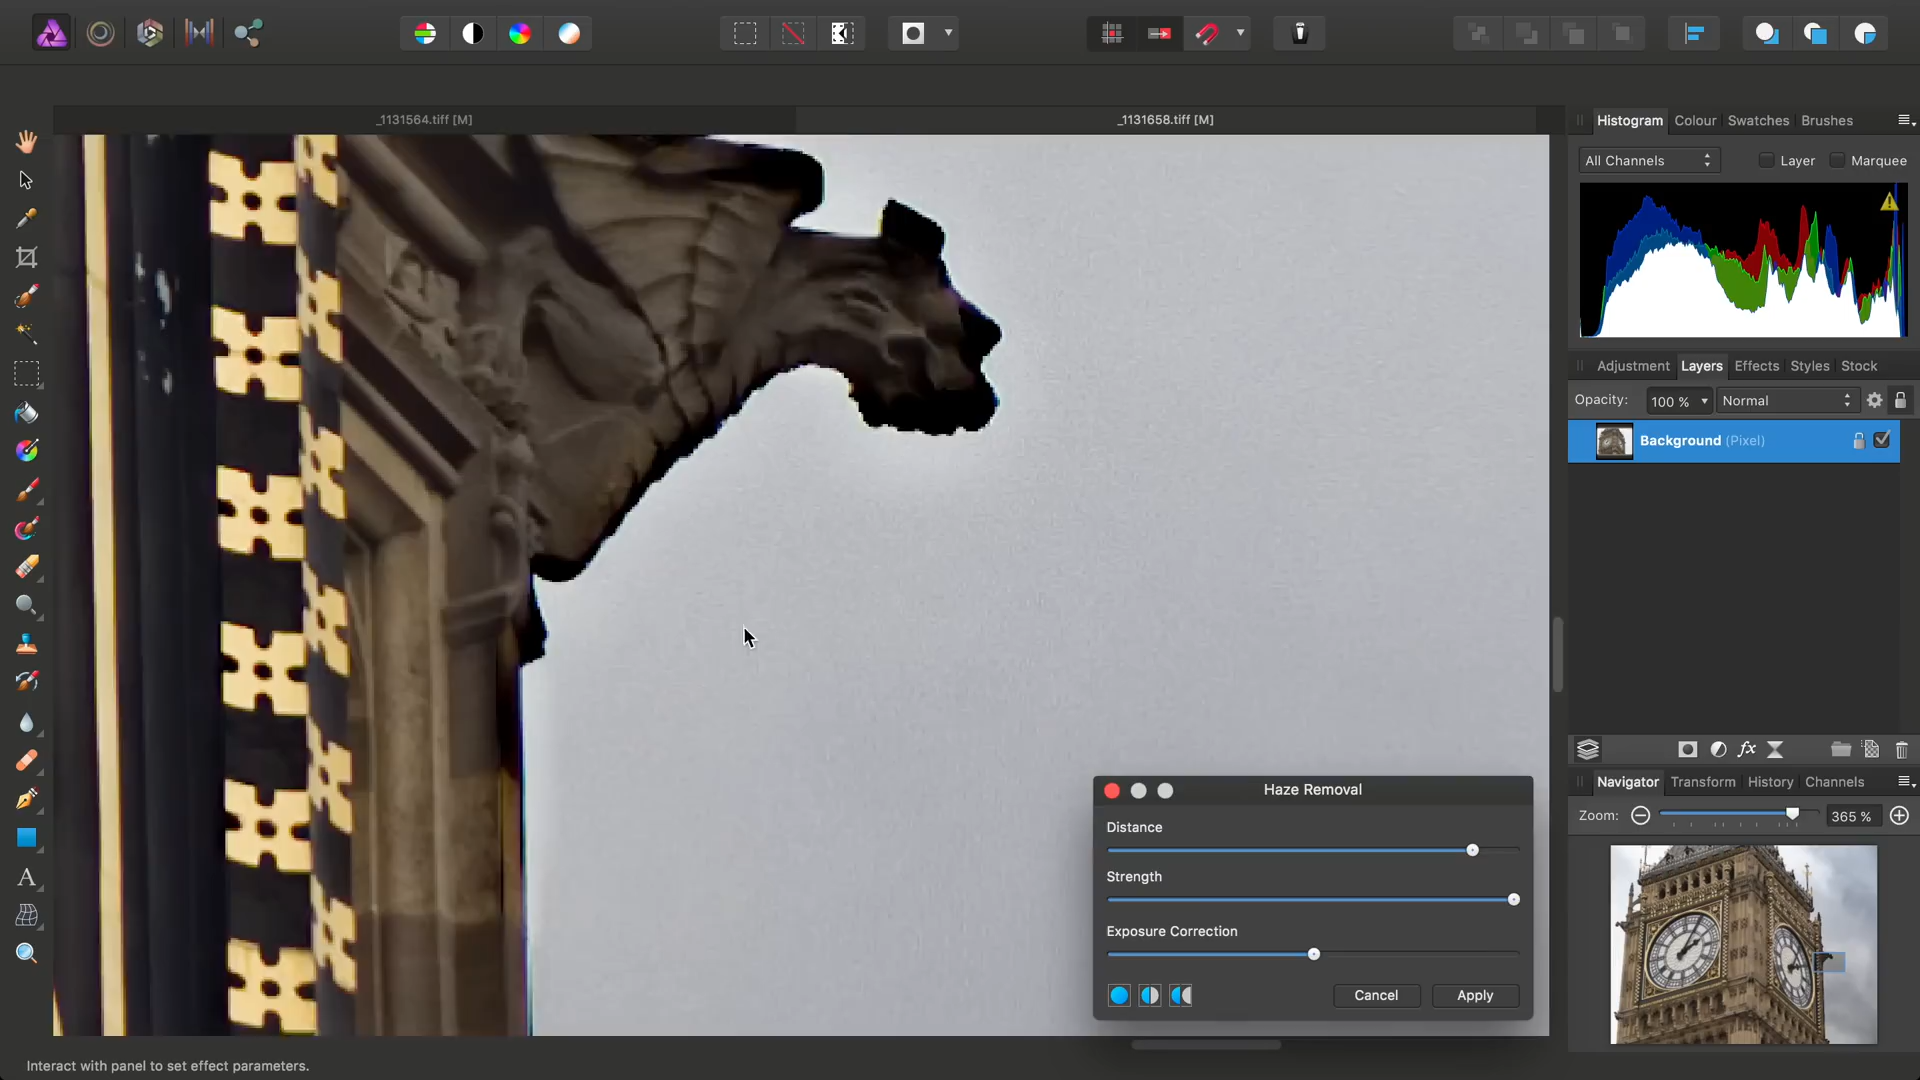 _1131564.tiff [M]
_1131658.tiff [M]
Histogram Colour Swatches Brushes
All Channels Layer Marquee
Adjustment Layers Effects Styles Stock
Opacity: 100 % Normal
Background (Pixel)
fx
Navigator Transform History Channels
Zoom: 365 %
Haze Removal
Distance
Strength
Exposure Correction
Cancel Apply
A
Interact with panel to set effect parameters.